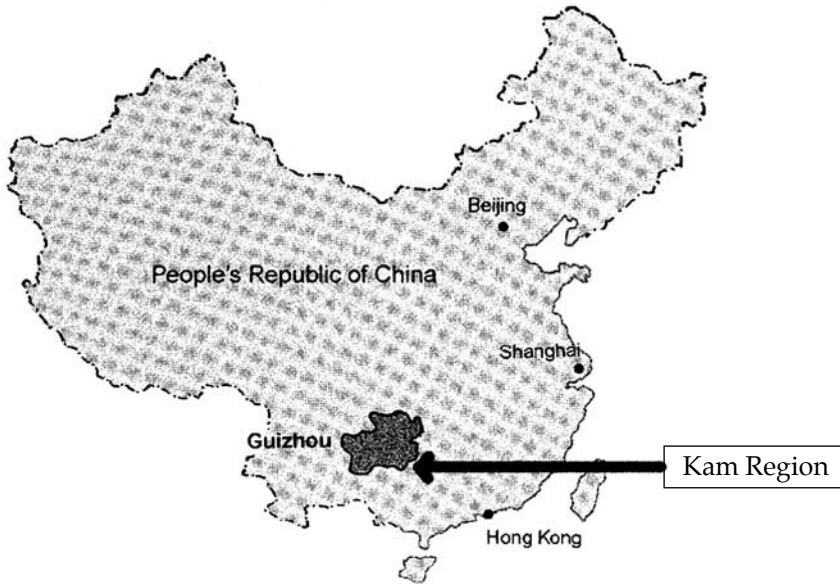 Beijing
People's Republic of China
Shanghai
Guizhou
Kam Region
Hong Kong